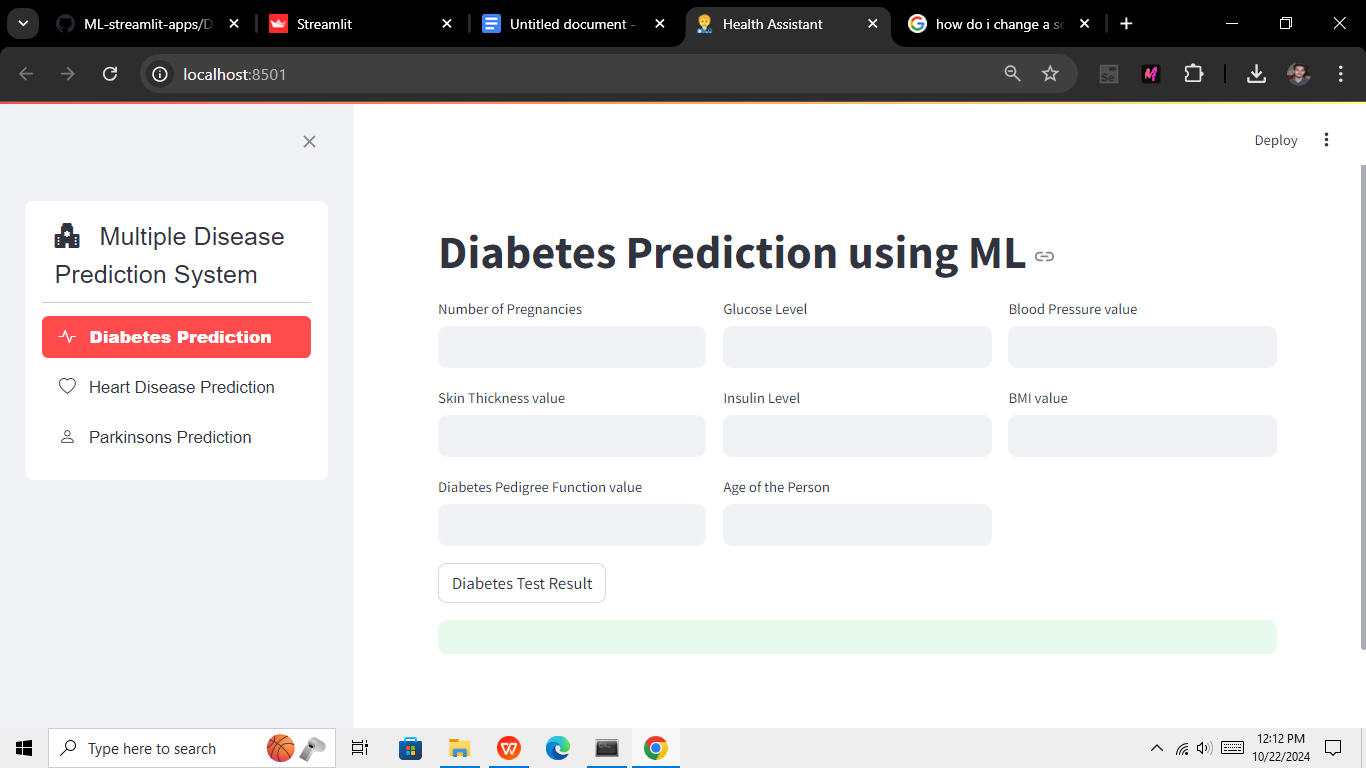 ML-streamlit-apps/D
Streamlit
Untitled document -
Health Assistant
how do i change a sc
localhost:8501
Deploy
Multiple Disease
Prediction System
Diabetes Prediction
Heart Disease Prediction
Parkinsons Prediction
Diabetes Prediction using ML
Number of Pregnancies
Glucose Level
Blood Pressure value
Skin Thickness value
Insulin Level
BMI value
Diabetes Pedigree Function value
Age of the Person
Diabetes Test Result
Type here to search
12:12 PM
10/22/2024